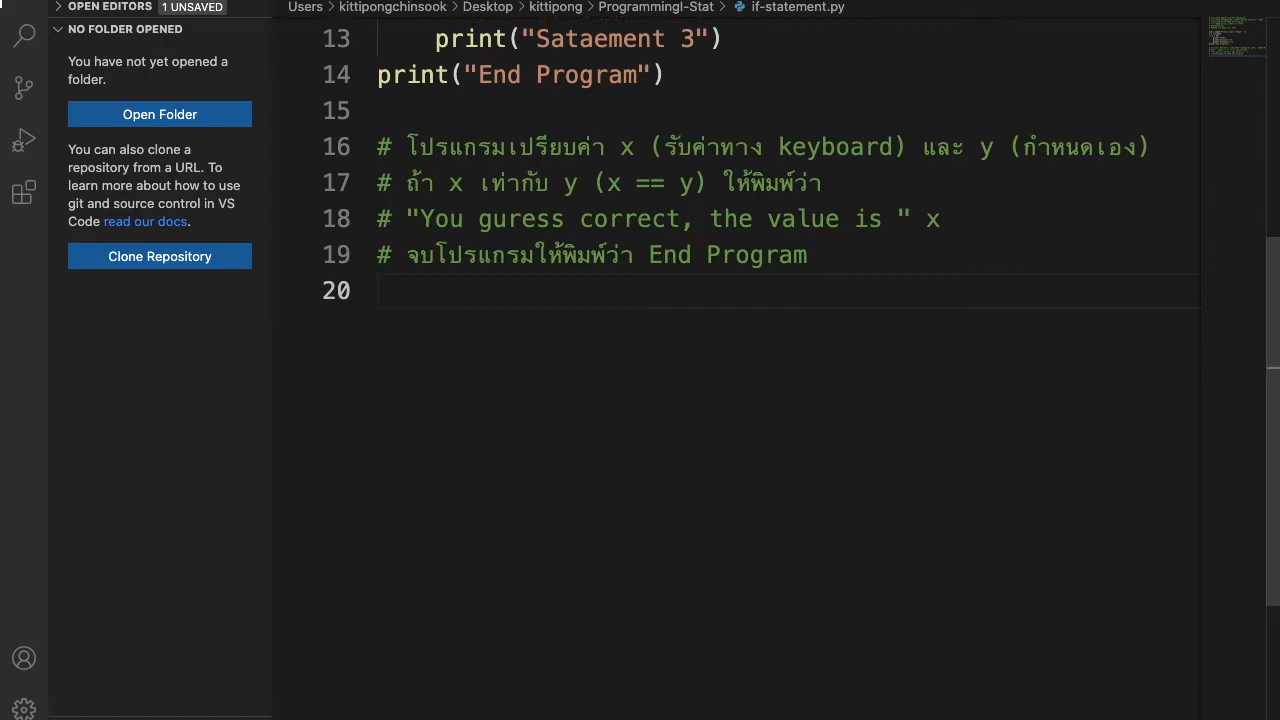 OPEN EDITORS 1 UNSAVED
NO FOLDER OPENED
You have not yet opened a
folder.
Open Folder
You can also clone a
repository from a URL. To
learn more about how to use
git and source control in VS
Code read our docs.
Clone Repository
Users > kittipongchinsook > Desktop > kittipong > ProgrammingI-Stat > if-statement.py
13 print("Sataement 3")
14 print("End Program")
15
16 # โปรแกรมเปรียบค่า x (รับค่าทาง keyboard) และ y (กำหนดเอง)
17 # ถ้า x เท่ากับ y (x == y) ให้พิมพ์ว่า
18 # "You guress correct, the value is " x
19 # จบโปรแกรมให้พิมพ์ว่า End Program
20